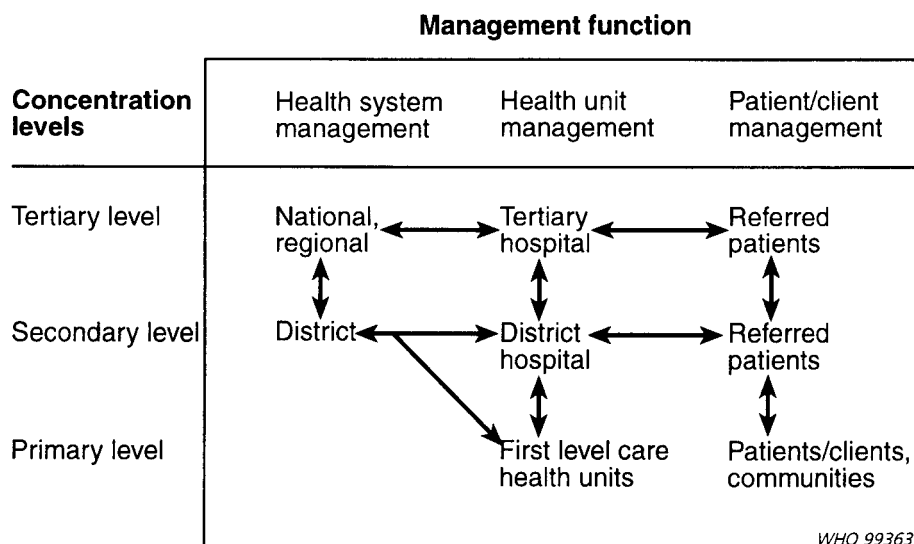 Management function
Concentration
levels
Health system
management
Health unit
management
Patient/client
management
Tertiary level
National,
regional
Tertiary
hospital
Referred
patients
Secondary level
District
District
hospital
Referred
patients
Primary level
First level care
health units
Patients/clients,
communities
WHO 99363